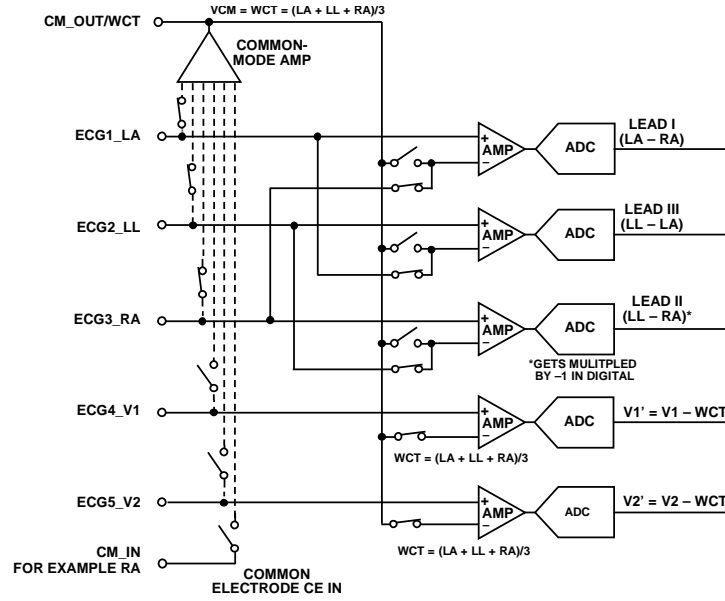 VCM = WCT = (LA + LL + RA)/3
CM_OUT/WCT
COMMON-
MODE AMP
ECG1_LA
+
AMP
–
ADC
LEAD I
(LA – RA)
ECG2_LL
+
AMP
–
ADC
LEAD III
(LL – LA)
ECG3_RA
+
AMP
–
ADC
LEAD II
(LL – RA)*
*GETS MULITPLED
BY –1 IN DIGITAL
ECG4_V1
+
AMP
–
ADC
V1’ = V1 – WCT
WCT = (LA + LL + RA)/3
ECG5_V2
+
AMP
–
ADC
V2’ = V2 – WCT
WCT = (LA + LL + RA)/3
CM_IN
FOR EXAMPLE RA
COMMON
ELECTRODE CE IN